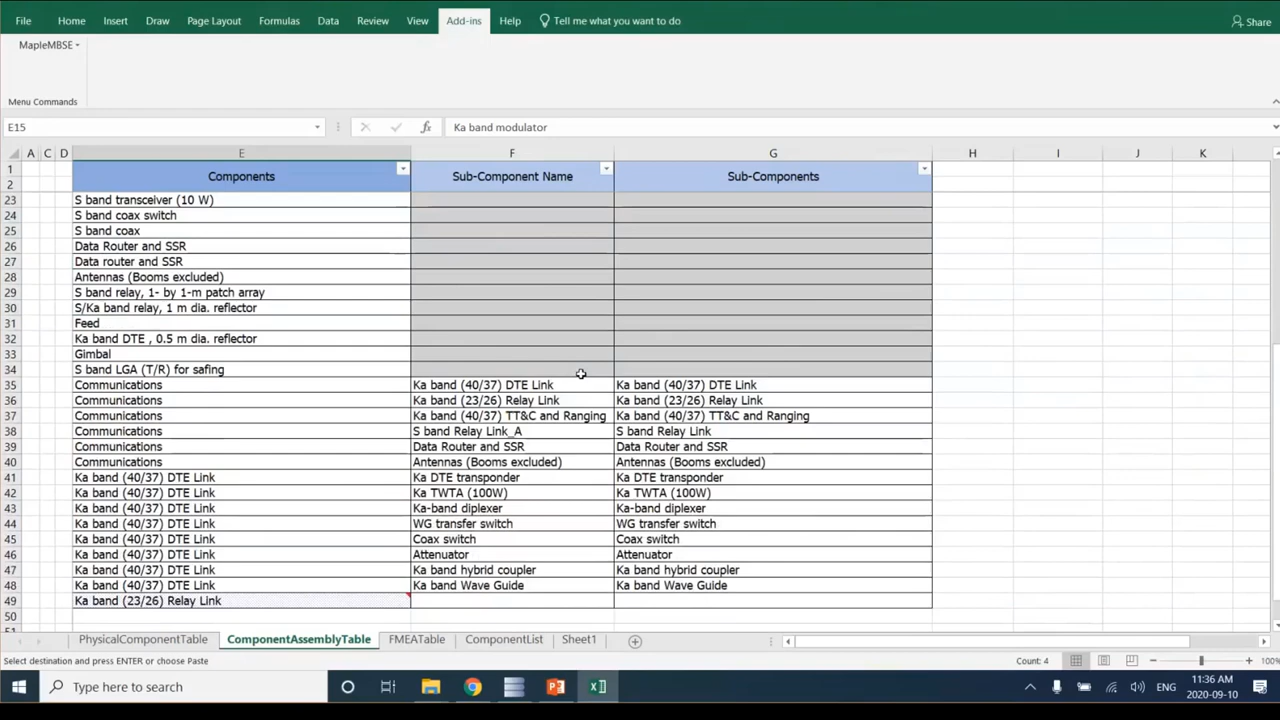 File Home Insert Draw Page Layout Formulas Data Review View Add-ins Help Tell me what you want to do Share
MapleMBSE
Menu Commands
E15 fx Ka band modulator
A C D E F G H I J K
1
2 Components Sub-Component Name Sub-Components
23 S band transceiver (10 W)
24 S band coax switch
25 S band coax
26 Data Router and SSR
27 Data router and SSR
28 Antennas (Booms excluded)
29 S band relay, 1- by 1-m patch array
30 S/Ka band relay, 1 m dia. reflector
31 Feed
32 Ka band DTE , 0.5 m dia. reflector
33 Gimbal
34 S band LGA (T/R) for safing
35 Communications Ka band (40/37) DTE Link Ka band (40/37) DTE Link
36 Communications Ka band (23/26) Relay Link Ka band (23/26) Relay Link
37 Communications Ka band (40/37) TT&C and Ranging Ka band (40/37) TT&C and Ranging
38 Communications S band Relay Link_A S band Relay Link
39 Communications Data Router and SSR Data Router and SSR
40 Communications Antennas (Booms excluded) Antennas (Booms excluded)
41 Ka band (40/37) DTE Link Ka DTE transponder Ka DTE transponder
42 Ka band (40/37) DTE Link Ka TWTA (100W) Ka TWTA (100W)
43 Ka band (40/37) DTE Link Ka-band diplexer Ka-band diplexer
44 Ka band (40/37) DTE Link WG transfer switch WG transfer switch
45 Ka band (40/37) DTE Link Coax switch Coax switch
46 Ka band (40/37) DTE Link Attenuator Attenuator
47 Ka band (40/37) DTE Link Ka band hybrid coupler Ka band hybrid coupler
48 Ka band (40/37) DTE Link Ka band Wave Guide Ka band Wave Guide
49 Ka band (23/26) Relay Link
50
PhysicalComponentTable ComponentAssemblyTable FMEATable ComponentList Sheet1
Select destination and press ENTER or choose Paste Count: 4 100%
Type here to search ENG 11:36 AM
2020-09-10